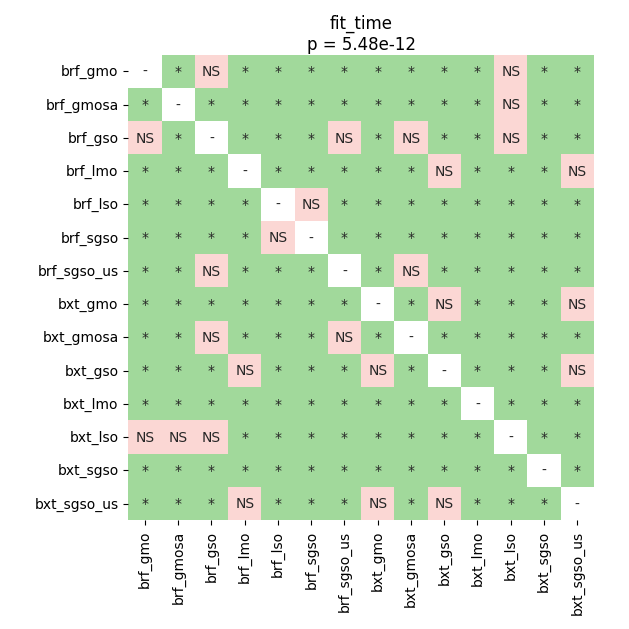 fit_time
p = 5.48e-12
brf_gmo - * NS * * * * * * * * NS * *
brf_gmosa * - * * * * * * * * * NS * *
brf_gso NS * - * * * NS * NS * * NS * *
brf_lmo * * * - * * * * * NS * * * NS
brf_lso * * * * - NS * * * * * * * *
brf_sgso * * * * NS - * * * * * * * *
brf_sgso_us * * NS * * * - * NS * * * * *
bxt_gmo * * * * * * * - * NS * * * NS
bxt_gmosa * * NS * * * NS * - * * * * *
bxt_gso * * * NS * * * NS * - * * * NS
bxt_lmo * * * * * * * * * * - * * *
bxt_lso NS NS NS * * * * * * * * - * *
bxt_sgso * * * * * * * * * * * * - *
bxt_sgso_us * * * NS * * * NS * NS * * * -
brf_gmo
brf_gmosa
brf_gso
brf_lmo
brf_lso
brf_sgso
brf_sgso_us
bxt_gmo
bxt_gmosa
bxt_gso
bxt_lmo
bxt_lso
bxt_sgso
bxt_sgso_us